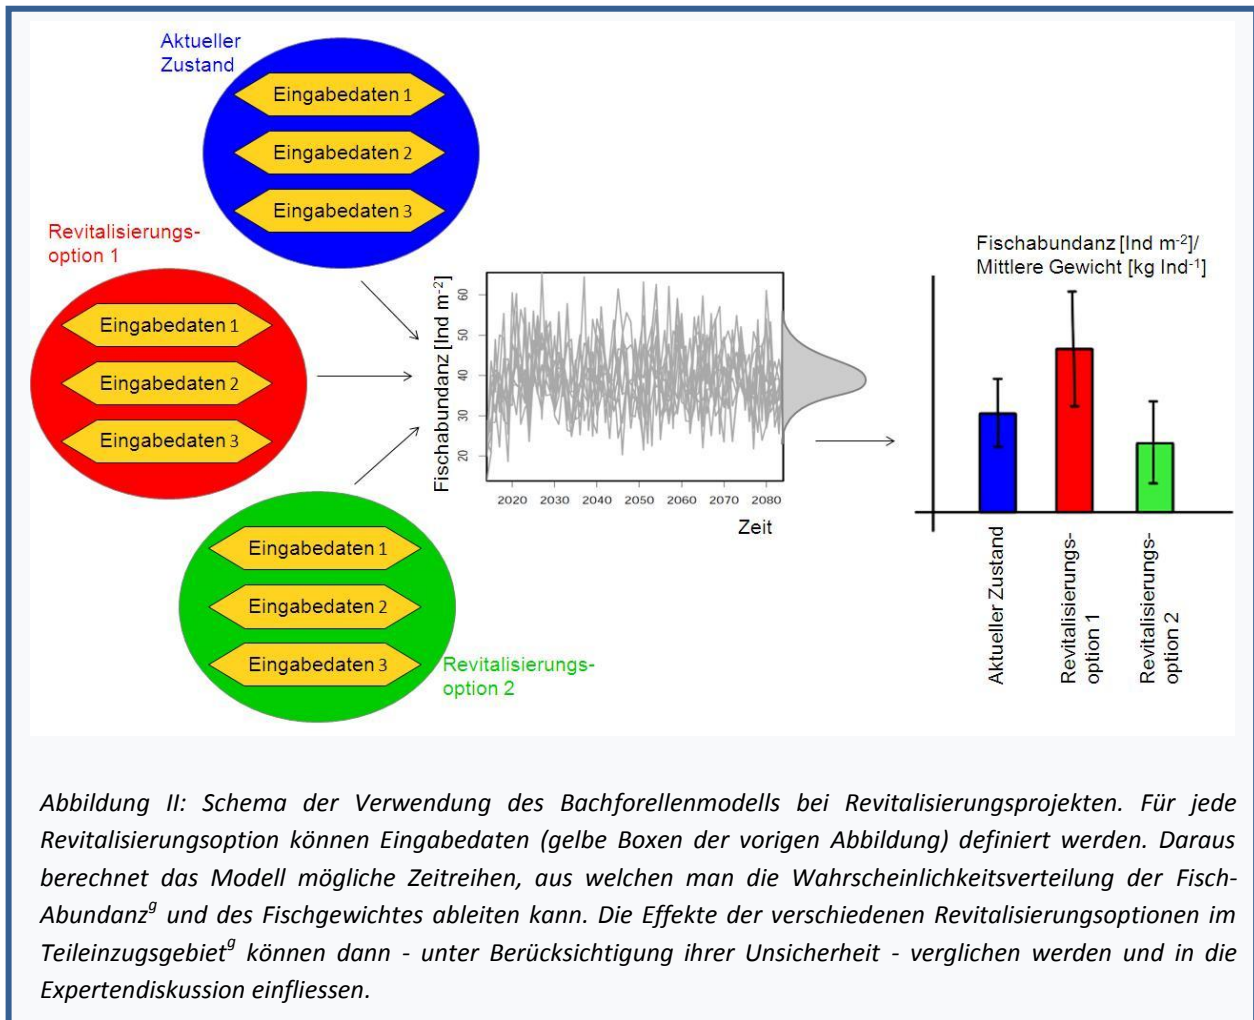 Aktueller
Zustand
Eingabedaten 1
Eingabedaten 2
Eingabedaten 3
Revitalisierungs-
option 1
Eingabedaten 1
Eingabedaten 2
Eingabedaten 3
Eingabedaten 1
Eingabedaten 2
Eingabedaten 3
Revitalisierungs-
option 2
Fischabundanz [Ind m⁻²]
60
50
40
30
20
2020 2030 2040 2050 2060 2070 2080
Zeit
Fischabundanz [Ind m⁻²]/
Mittlere Gewicht [kg Ind⁻¹]
Aktueller Zustand
Revitalisierungs-
option 1
Revitalisierungs-
option 2
Abbildung II: Schema der Verwendung des Bachforellenmodells bei Revitalisierungsprojekten. Für jede
Revitalisierungsoption können Eingabedaten (gelbe Boxen der vorigen Abbildung) definiert werden. Daraus
berechnet das Modell mögliche Zeitreihen, aus welchen man die Wahrscheinlichkeitsverteilung der Fisch-
Abundanzᵍ und des Fischgewichtes ableiten kann. Die Effekte der verschiedenen Revitalisierungsoptionen im
Teileinzugsgebietᵍ können dann - unter Berücksichtigung ihrer Unsicherheit - verglichen werden und in die
Expertendiskussion einfliessen.